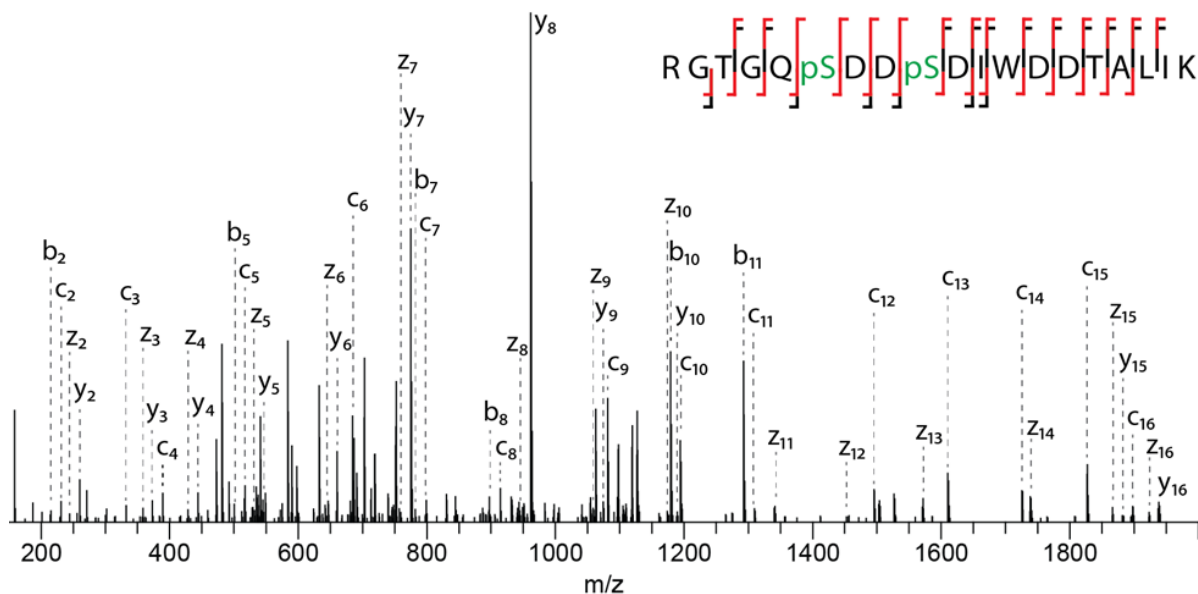 y₈
R G T G Q pS D D pS D I W D D T A L I K
z₇
y₇
b₇
c₆
c₇
z₁₀
b₂
b₅
b₁₀
b₁₁
c₂
c₃
c₅
z₆
z₉
c₁₂
c₁₃
c₁₄
c₁₅
z₂
z₃
z₄
z₅
y₆
y₉
y₁₀
c₁₁
z₁₅
z₈
c₉
c₁₀
y₁₅
y₂
y₃
y₄
y₅
b₈
z₁₁
z₁₂
z₁₃
z₁₄
c₁₆
c₄
c₈
z₁₆
y₁₆
200 400 600 800 1000 1200 1400 1600 1800
m/z